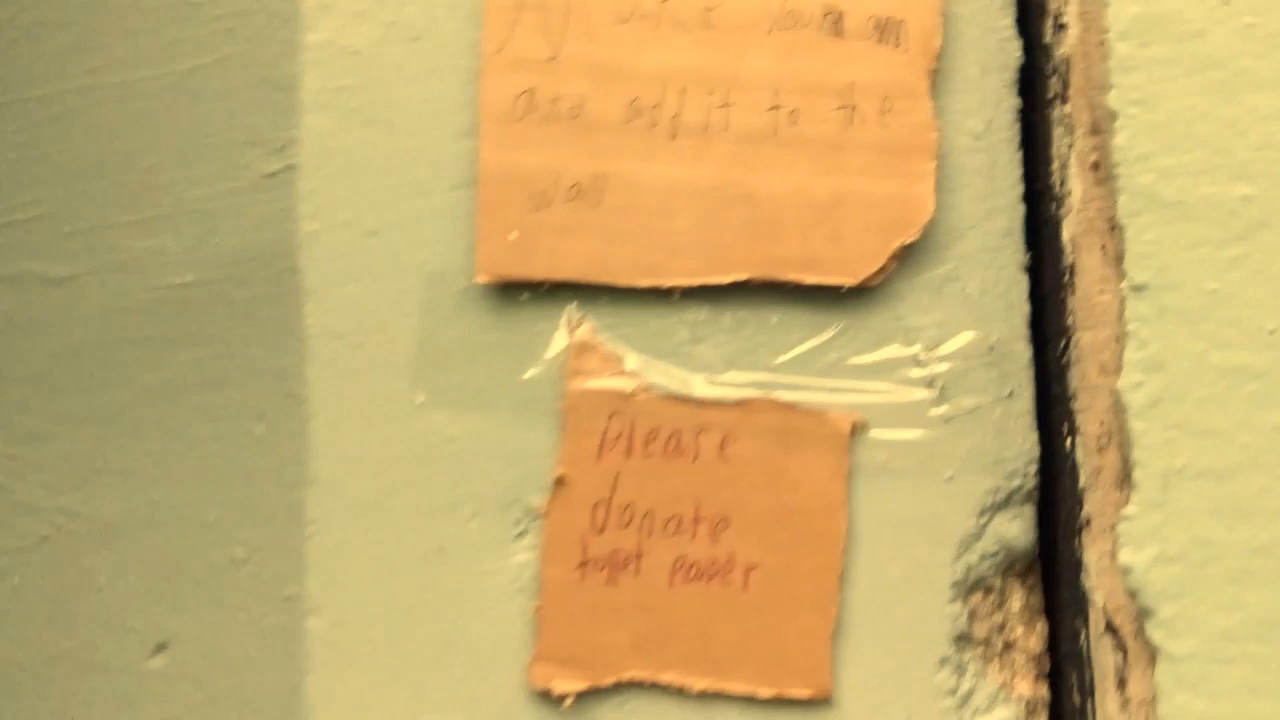 and add it to the
wall
Please
donate
toilet paper